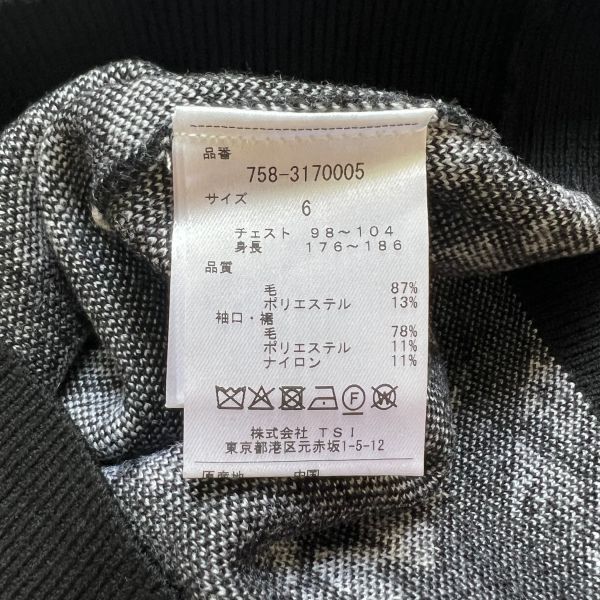 品番
758-3170005
サイズ
6
チェスト 98～104
身長 176～186
品質
毛 87%
ポリエステル 13%
袖口・裾
毛 78%
ポリエステル 11%
ナイロン 11%
F W
株式会社 TSI
東京都港区元赤坂1-5-12
原産地 中国